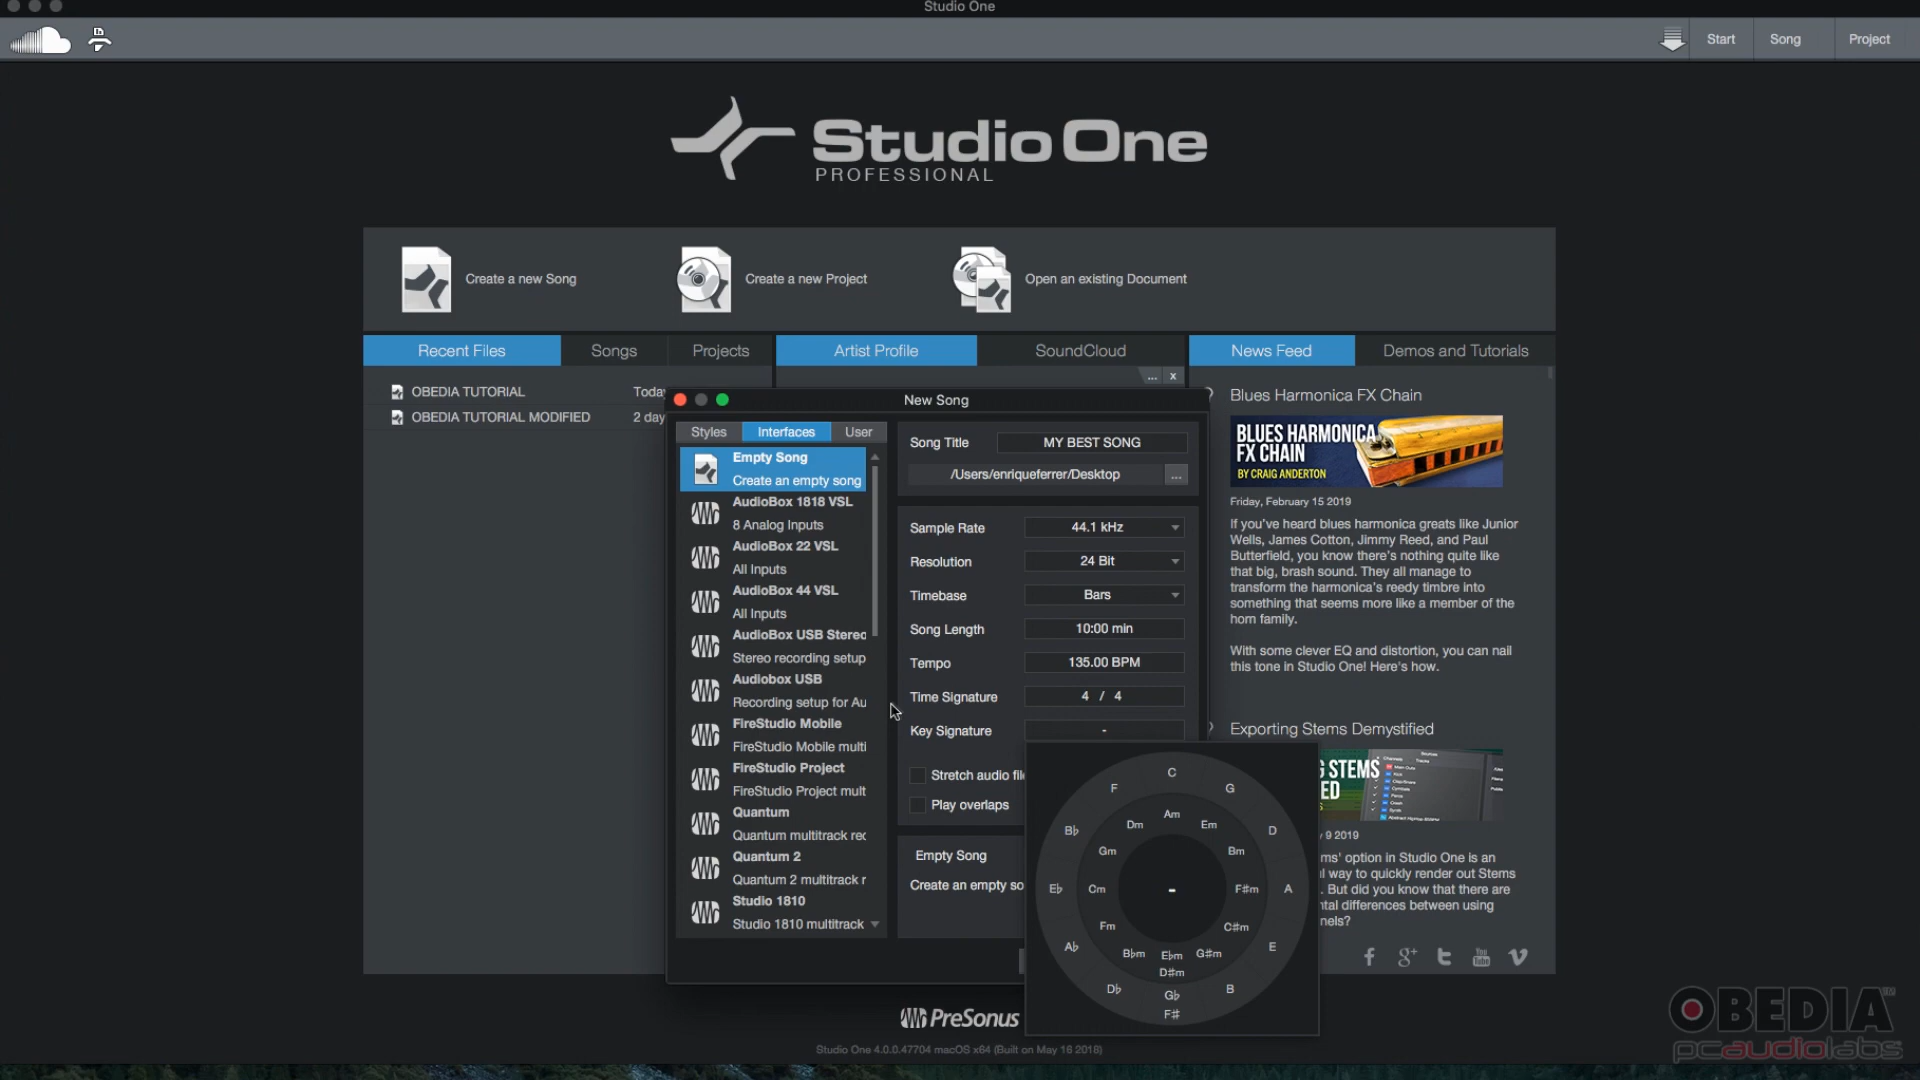 Studio One
in
Start
Song
Project
Studio One
PROFESSIONAL
Create a new Song
Create a new Project
Open an existing Document
Recent Files
Songs
Projects
Artist Profile
SoundCloud
News Feed
Demos and Tutorials
OBEDIA TUTORIAL
Today
OBEDIA TUTORIAL MODIFIED
2 day
... x
New Song
Styles
Interfaces
User
Empty Song
Create an empty song
AudioBox 1818 VSL
8 Analog Inputs
AudioBox 22 VSL
All Inputs
AudioBox 44 VSL
All Inputs
AudioBox USB Stereo
Stereo recording setup
Audiobox USB
Recording setup for Au
FireStudio Mobile
FireStudio Mobile multi
FireStudio Project
FireStudio Project mult
Quantum
Quantum multitrack rec
Quantum 2
Quantum 2 multitrack r
Studio 1810
Studio 1810 multitrack
Song Title
MY BEST SONG
/Users/enriqueferrer/Desktop
...
Sample Rate
44.1 kHz
Resolution
24 Bit
Timebase
Bars
Song Length
10:00 min
Tempo
135.00 BPM
Time Signature
4 / 4
Key Signature
-
Stretch audio file
Play overlaps
Empty Song
Create an empty so
C
F
G
B♭
D
E♭
A
A♭
E
D♭
B
G♭
F#
Am
Dm
Em
Gm
Bm
Cm
F#m
Fm
C#m
B♭m
E♭m
G#m
D#m
-
Blues Harmonica FX Chain
BLUES HARMONICA
FX CHAIN
BY CRAIG ANDERTON
Friday, February 15 2019
If you've heard blues harmonica greats like Junior
Wells, James Cotton, Jimmy Reed, and Paul
Butterfield, you know there's nothing quite like
that big, brash sound. They all manage to
transform the harmonica's reedy timbre into
something that seems more like a member of the
horn family.
With some clever EQ and distortion, you can nail
this tone in Studio One! Here's how.
Exporting Stems Demystified
STEMS
ED
9 2019
ms' option in Studio One is an
l way to quickly render out Stems
. But did you know that there are
ntal differences between using
nels?
f g+ t You Tube v
PreSonus
Studio One 4.0.0.47704 macOS x64 (Built on May 16 2018)
OBEDIA
pcaudiolabs